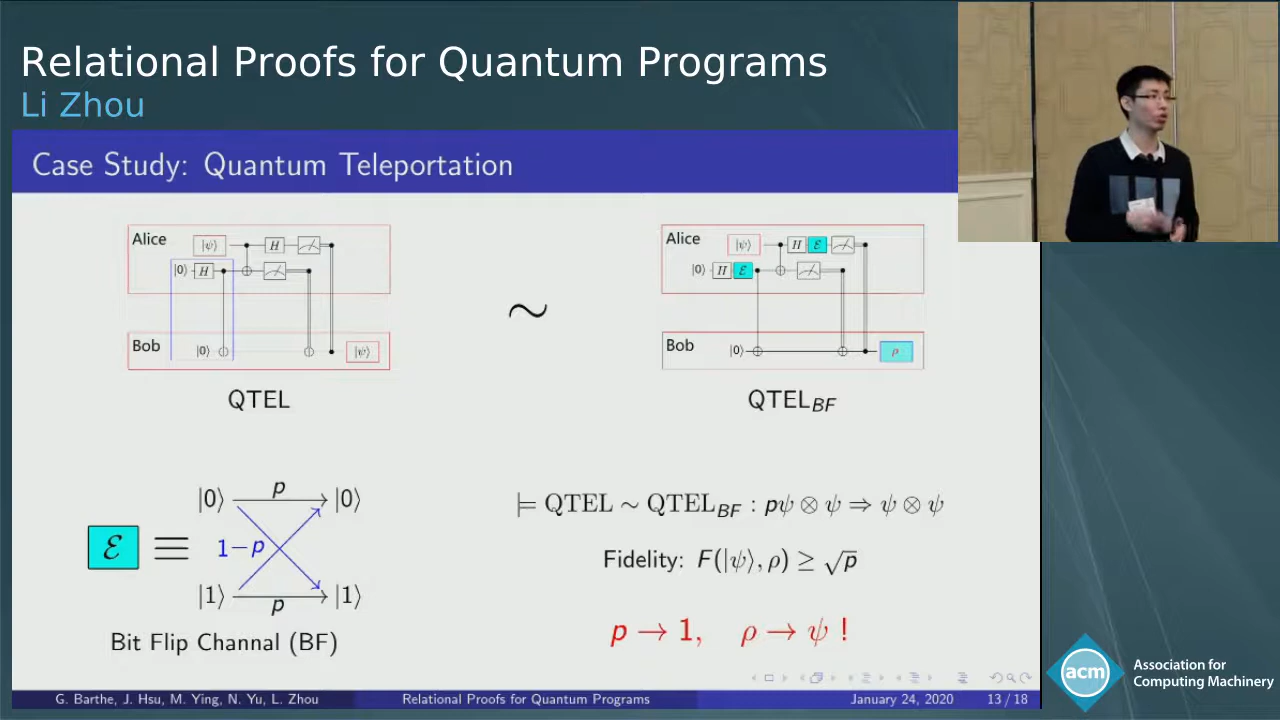 Relational Proofs for Quantum Programs
Li Zhou
Case Study: Quantum Teleportation
Alice |ψ⟩ H
|0⟩ H
Bob |0⟩ |ψ⟩
QTEL
∼
Alice |ψ⟩ H ℰ
|0⟩ H ℰ
Bob |0⟩ ρ
QTEL_BF
ℰ ≡
|0⟩ p |0⟩
1−p
|1⟩ p |1⟩
Bit Flip Channel (BF)
⊨ QTEL ∼ QTEL_BF : pψ ⊗ ψ ⇒ ψ ⊗ ψ
Fidelity: F(|ψ⟩, ρ) ≥ √p
p → 1, ρ → ψ !
G. Barthe, J. Hsu, M. Ying, N. Yu, L. Zhou Relational Proofs for Quantum Programs January 24, 2020 13 / 18
acm Association for
Computing Machinery